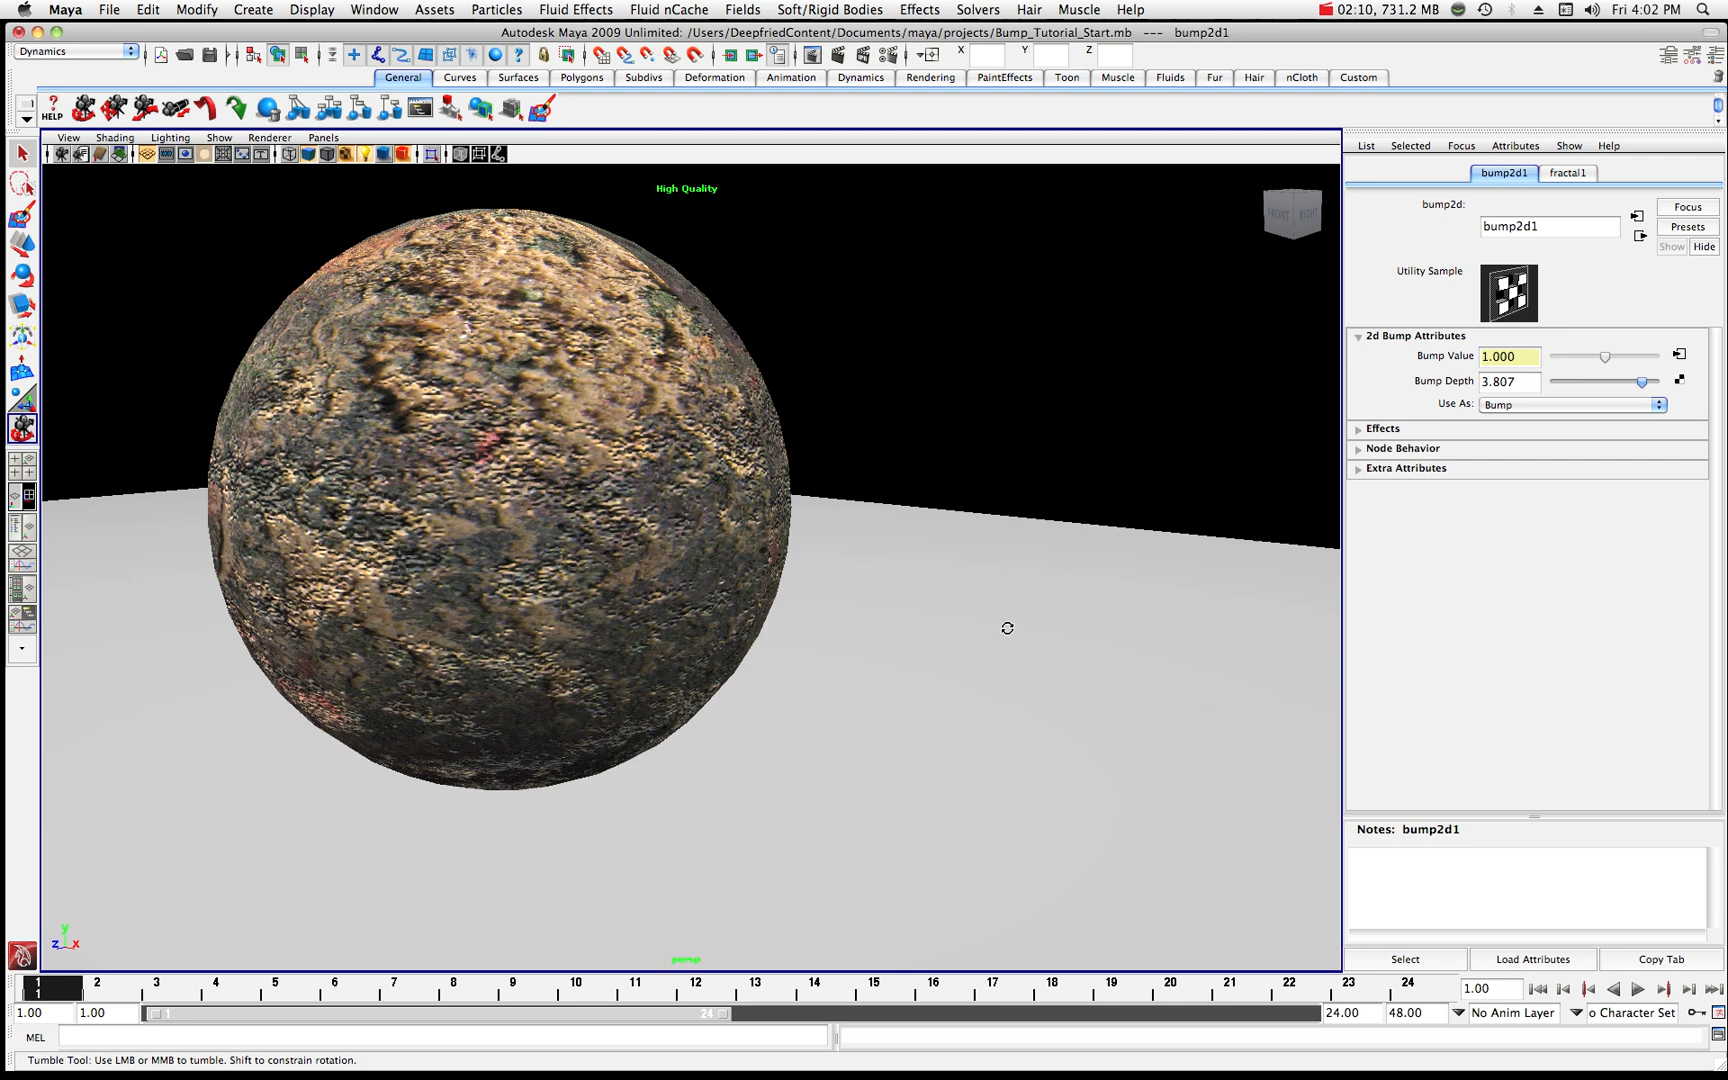 Maya File Edit Modify Create Display Window Assets Particles Fluid Effects Fluid nCache Fields Soft/Rigid Bodies Effects Solvers Hair Muscle Help 02:10, 731.2 MB Fri 4:02 PM
Autodesk Maya 2009 Unlimited: /Users/DeepfriedContent/Documents/maya/projects/Bump_Tutorial_Start.mb --- bump2d1
Dynamics X Y Z
General Curves Surfaces Polygons Subdivs Deformation Animation Dynamics Rendering PaintEffects Toon Muscle Fluids Fur Hair nCloth Custom
HELP
View Shading Lighting Show Renderer Panels
List Selected Focus Attributes Show Help
bump2d1 fractal1
High Quality
FRONT RIGHT
bump2d: bump2d1
Focus
Presets
Show Hide
Utility Sample
2d Bump Attributes
Bump Value 1.000
Bump Depth 3.807
Use As: Bump
Effects
Node Behavior
Extra Attributes
Notes: bump2d1
y
z x
persp
Select Load Attributes Copy Tab
1 2 3 4 5 6 7 8 9 10 11 12 13 14 15 16 17 18 19 20 21 22 23 24
1 1.00
1.00 1.00 1 24 24.00 48.00 No Anim Layer o Character Set
MEL
Tumble Tool: Use LMB or MMB to tumble. Shift to constrain rotation.